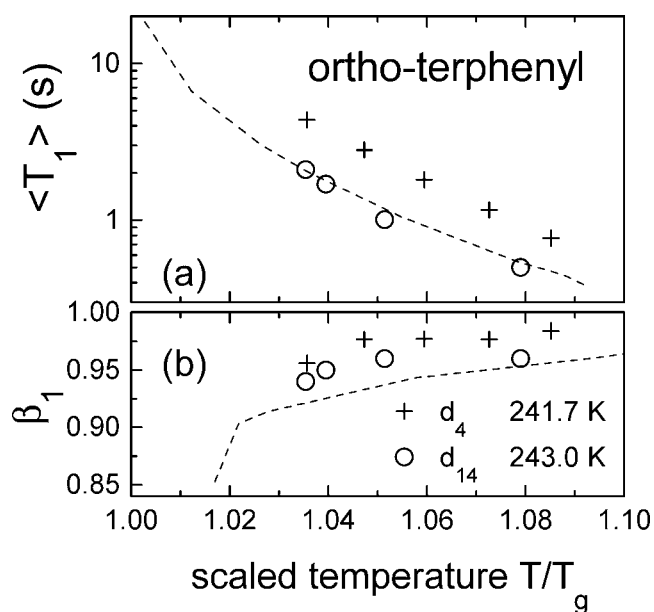 ortho-terphenyl
<T₁> (s)
10
1
(a)
β₁
1.00
0.95
0.90
0.85
(b)
+ d₄ 241.7 K
○ d₁₄ 243.0 K
1.00 1.02 1.04 1.06 1.08 1.10
scaled temperature T/T_g